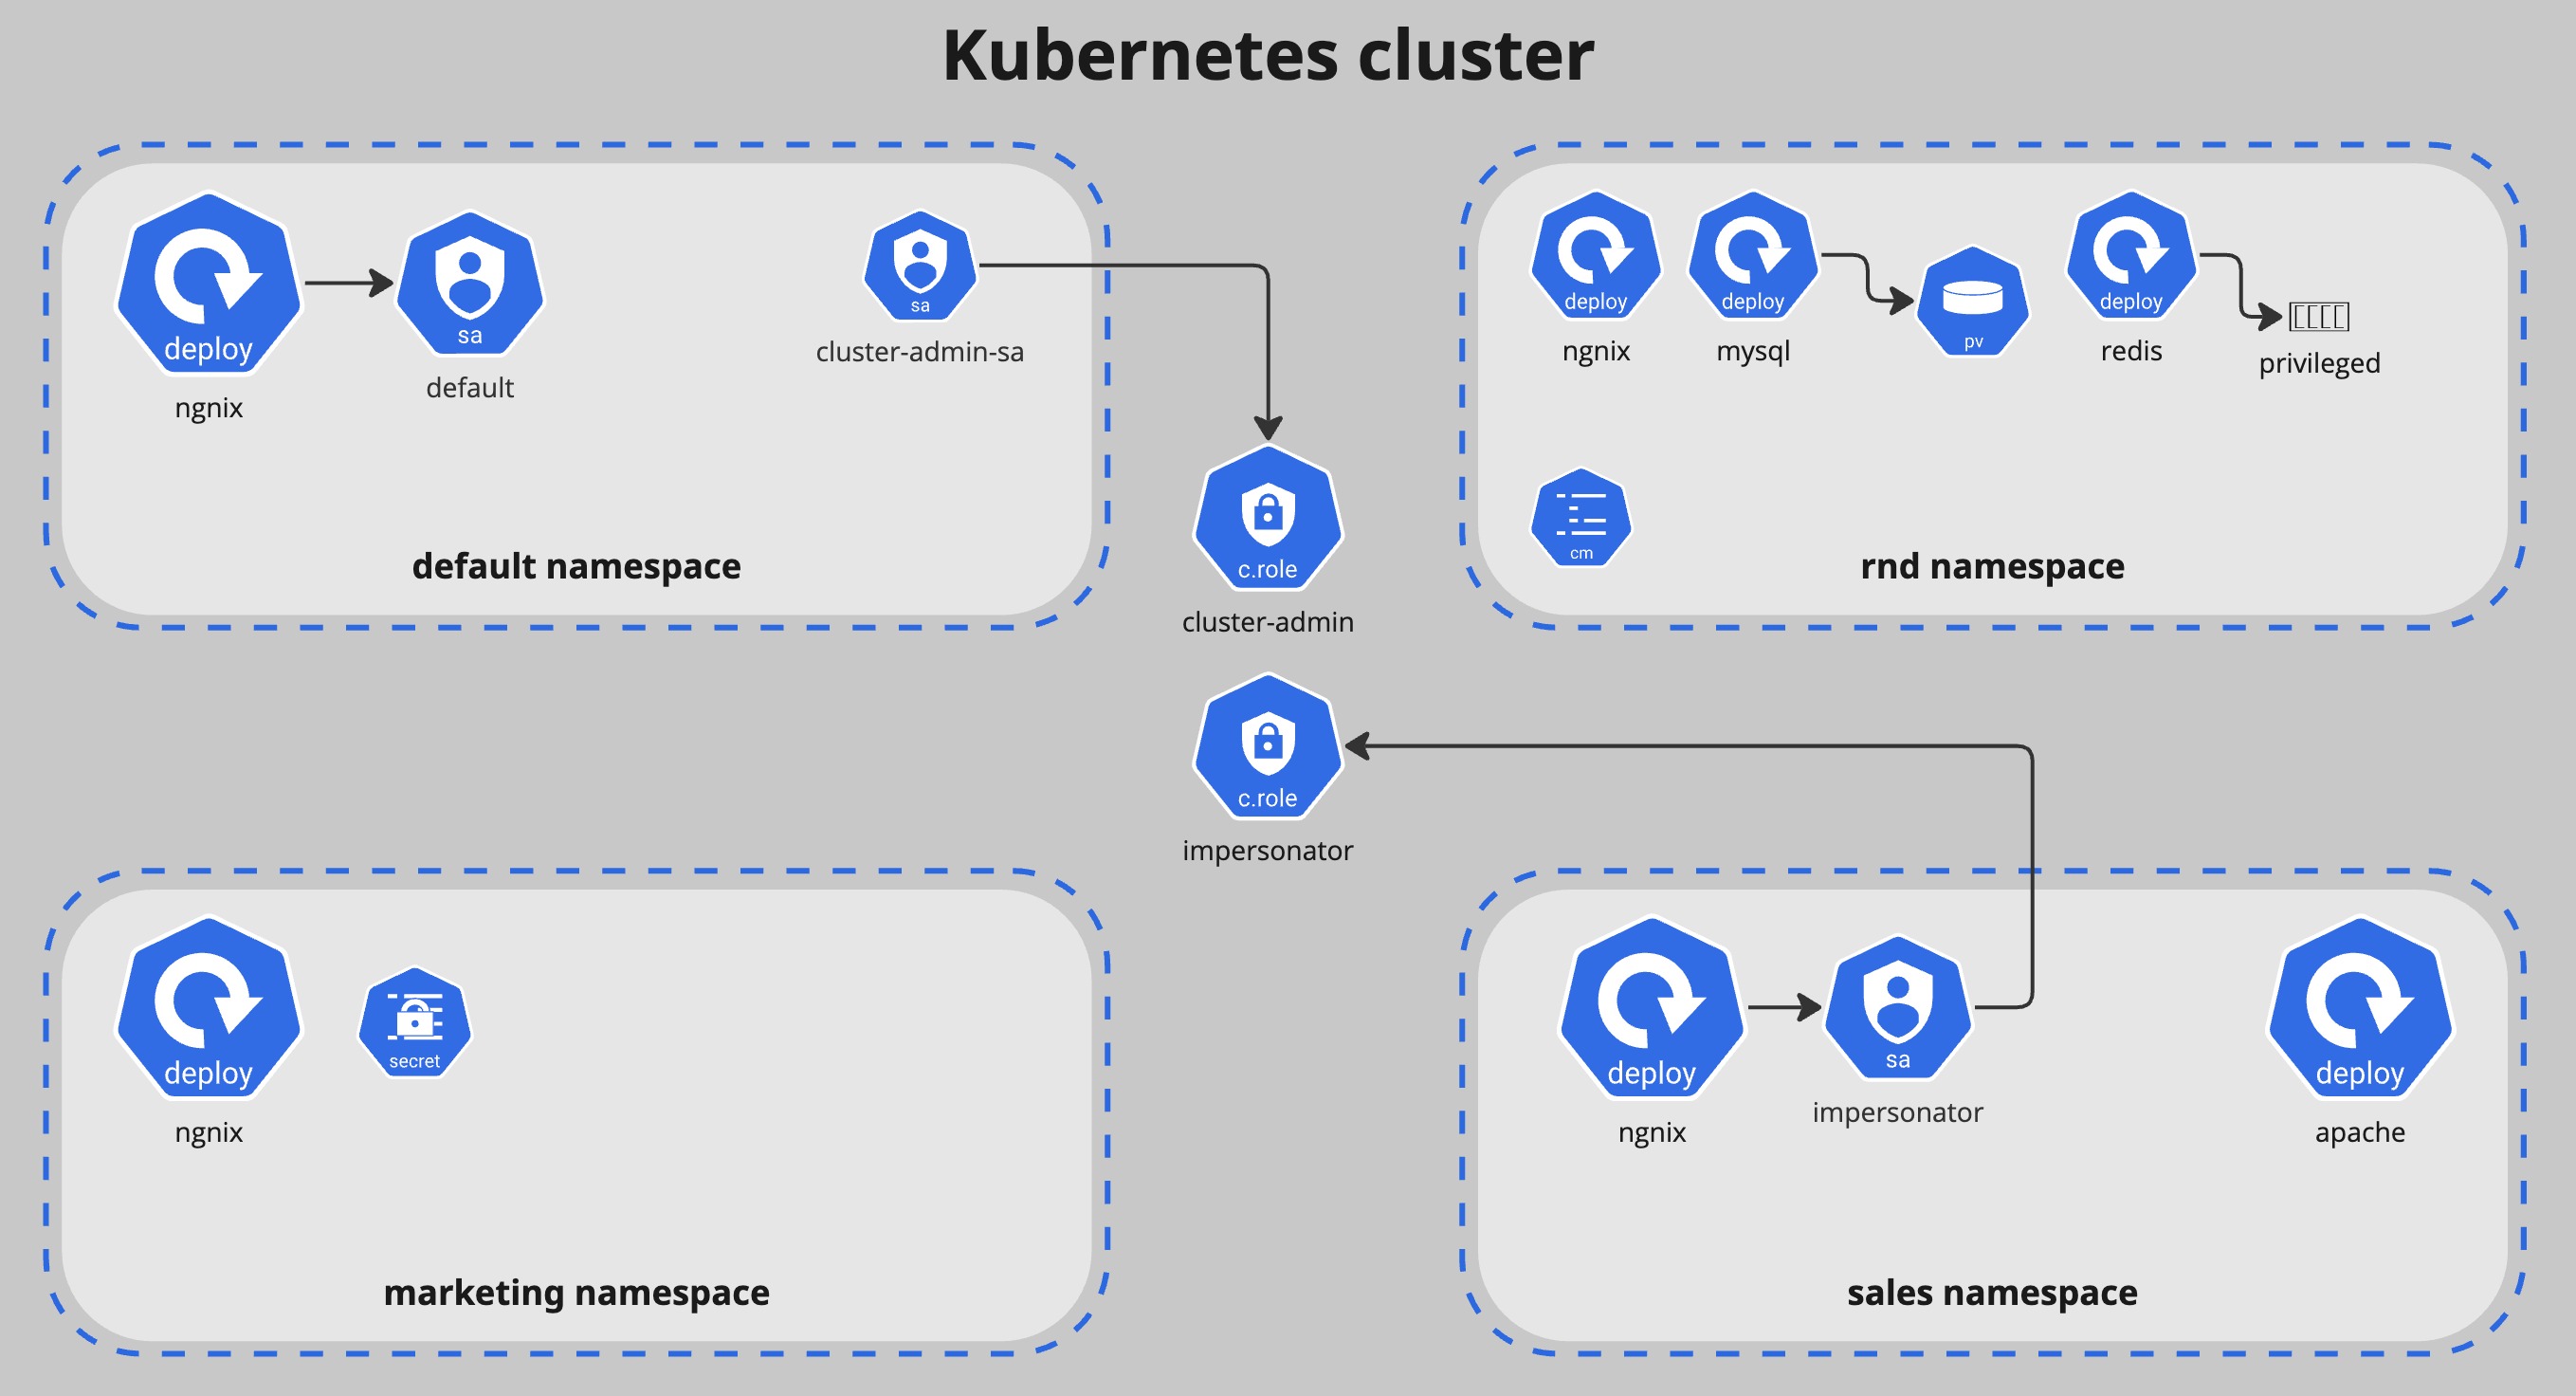 Kubernetes cluster
deploy
ngnix
sa
default
sa
cluster-admin-sa
default namespace
c.role
cluster-admin
deploy
ngnix
deploy
mysql
pv
deploy
redis
privileged
cm
rnd namespace
c.role
impersonator
deploy
ngnix
secret
marketing namespace
deploy
ngnix
sa
impersonator
deploy
apache
sales namespace